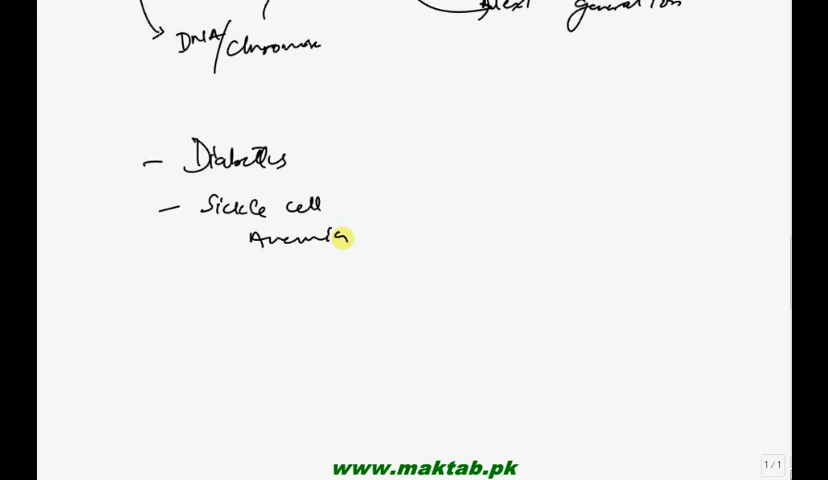 Next generation
DNA/chromosome
- Diabetes
- Sickle cell
Anemia
www.maktab.pk
1/1